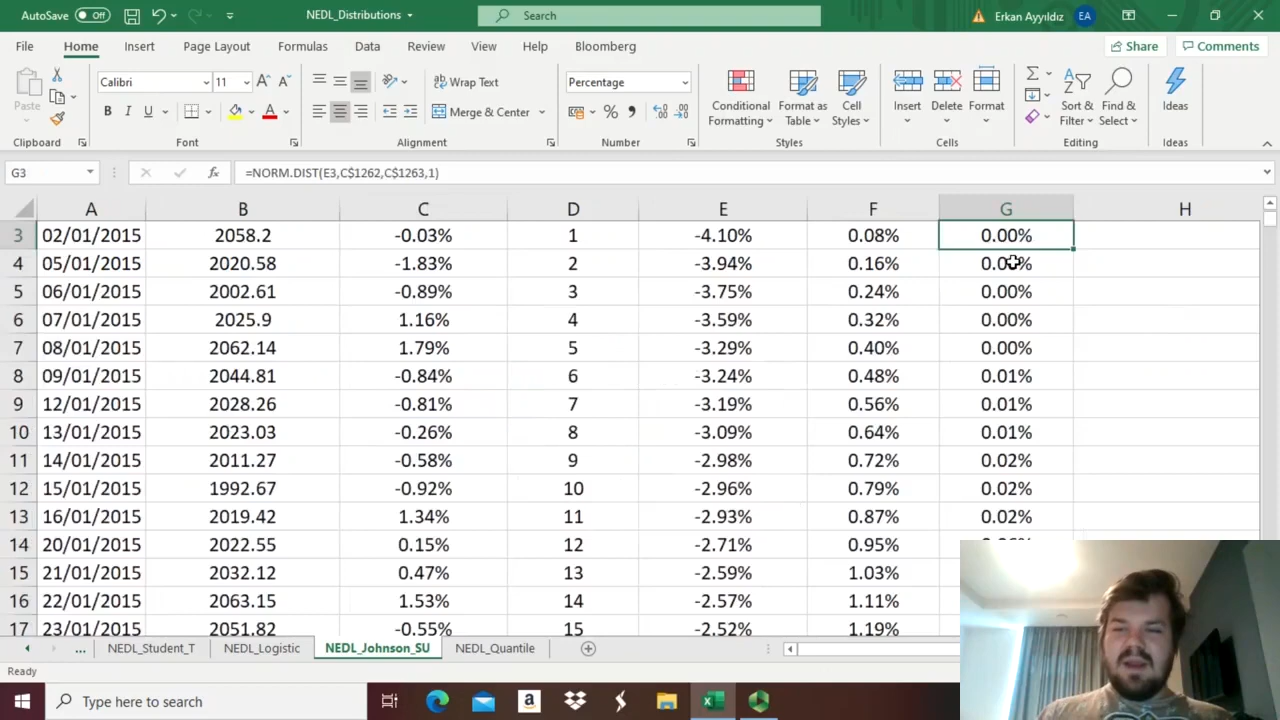 AutoSave Off NEDL_Distributions Search Erkan Ayyıldız EA
File Home Insert Page Layout Formulas Data Review View Help Bloomberg Share Comments
Paste Calibri 11 Wrap Text Merge & Center Percentage Conditional Formatting Format as Table Cell Styles Insert Delete Format Sort & Filter Find & Select Ideas
Clipboard Font Alignment Number Styles Cells Editing Ideas
G3 fx =NORM.DIST(E3,C$1262,C$1263,1)
A B C D E F G H
3 02/01/2015 2058.2 -0.03% 1 -4.10% 0.08% 0.00%
4 05/01/2015 2020.58 -1.83% 2 -3.94% 0.16%
5 06/01/2015 2002.61 -0.89% 3 -3.75% 0.24% 0.00%
6 07/01/2015 2025.9 1.16% 4 -3.59% 0.32% 0.00%
7 08/01/2015 2062.14 1.79% 5 -3.29% 0.40% 0.00%
8 09/01/2015 2044.81 -0.84% 6 -3.24% 0.48% 0.01%
9 12/01/2015 2028.26 -0.81% 7 -3.19% 0.56% 0.01%
10 13/01/2015 2023.03 -0.26% 8 -3.09% 0.64% 0.01%
11 14/01/2015 2011.27 -0.58% 9 -2.98% 0.72% 0.02%
12 15/01/2015 1992.67 -0.92% 10 -2.96% 0.79% 0.02%
13 16/01/2015 2019.42 1.34% 11 -2.93% 0.87% 0.02%
14 20/01/2015 2022.55 0.15% 12 -2.71% 0.95%
15 21/01/2015 2032.12 0.47% 13 -2.59% 1.03%
16 22/01/2015 2063.15 1.53% 14 -2.57% 1.11%
17 23/01/2015 2051.82 -0.55% 15 -2.52% 1.19%
... NEDL_Student_T NEDL_Logistic NEDL_Johnson_SU NEDL_Quantile
Ready
Type here to search